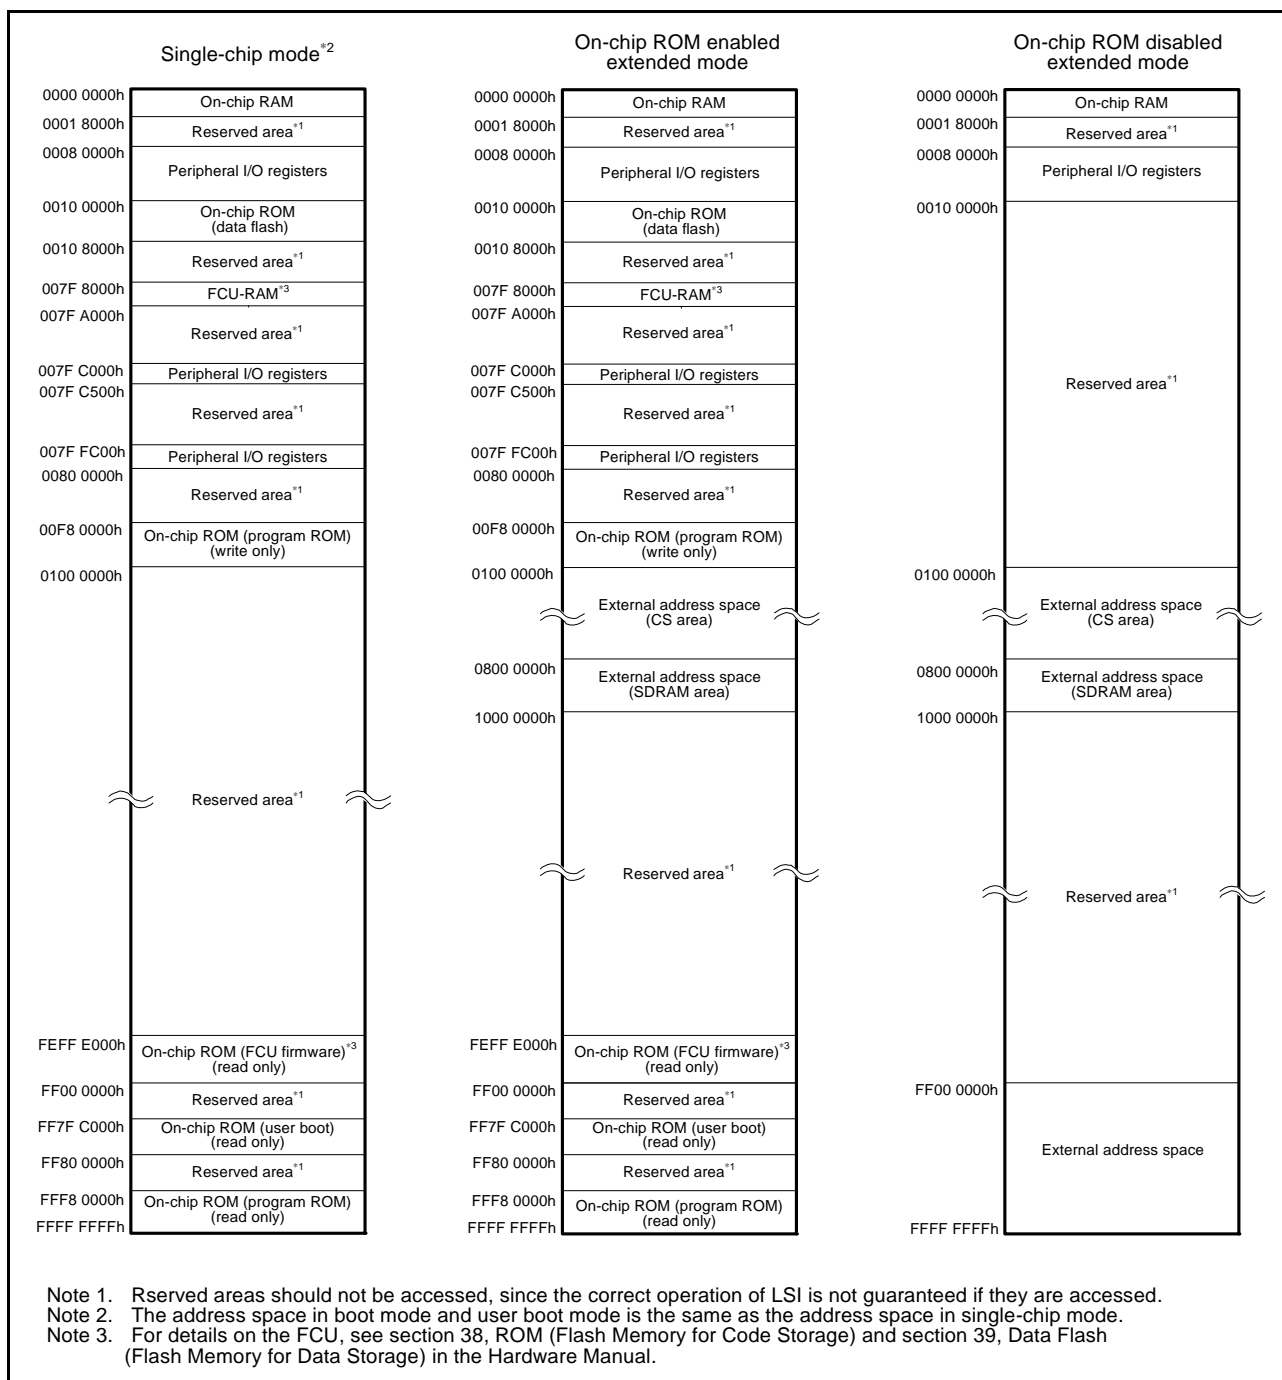 Single-chip mode*2
0000 0000h
On-chip RAM
0001 8000h
Reserved area*1
0008 0000h
Peripheral I/O registers
0010 0000h
On-chip ROM
(data flash)
0010 8000h
Reserved area*1
007F 8000h
FCU-RAM*3
007F A000h
Reserved area*1
007F C000h
Peripheral I/O registers
007F C500h
Reserved area*1
007F FC00h
Peripheral I/O registers
0080 0000h
Reserved area*1
00F8 0000h
On-chip ROM (program ROM)
(write only)
0100 0000h
Reserved area*1
FEFF E000h
On-chip ROM (FCU firmware)*3
(read only)
FF00 0000h
Reserved area*1
FF7F C000h
On-chip ROM (user boot)
(read only)
FF80 0000h
Reserved area*1
FFF8 0000h
On-chip ROM (program ROM)
(read only)
FFFF FFFFh
On-chip ROM enabled
extended mode
0000 0000h
On-chip RAM
0001 8000h
Reserved area*1
0008 0000h
Peripheral I/O registers
0010 0000h
On-chip ROM
(data flash)
0010 8000h
Reserved area*1
007F 8000h
FCU-RAM*3
007F A000h
Reserved area*1
007F C000h
Peripheral I/O registers
007F C500h
Reserved area*1
007F FC00h
Peripheral I/O registers
0080 0000h
Reserved area*1
00F8 0000h
On-chip ROM (program ROM)
(write only)
0100 0000h
External address space
(CS area)
0800 0000h
External address space
(SDRAM area)
1000 0000h
Reserved area*1
FEFF E000h
On-chip ROM (FCU firmware)*3
(read only)
FF00 0000h
Reserved area*1
FF7F C000h
On-chip ROM (user boot)
(read only)
FF80 0000h
Reserved area*1
FFF8 0000h
On-chip ROM (program ROM)
(read only)
FFFF FFFFh
On-chip ROM disabled
extended mode
0000 0000h
On-chip RAM
0001 8000h
Reserved area*1
0008 0000h
Peripheral I/O registers
0010 0000h
Reserved area*1
0100 0000h
External address space
(CS area)
0800 0000h
External address space
(SDRAM area)
1000 0000h
Reserved area*1
FF00 0000h
External address space
FFFF FFFFh
Note 1. Rserved areas should not be accessed, since the correct operation of LSI is not guaranteed if they are accessed.
Note 2. The address space in boot mode and user boot mode is the same as the address space in single-chip mode.
Note 3. For details on the FCU, see section 38, ROM (Flash Memory for Code Storage) and section 39, Data Flash
(Flash Memory for Data Storage) in the Hardware Manual.